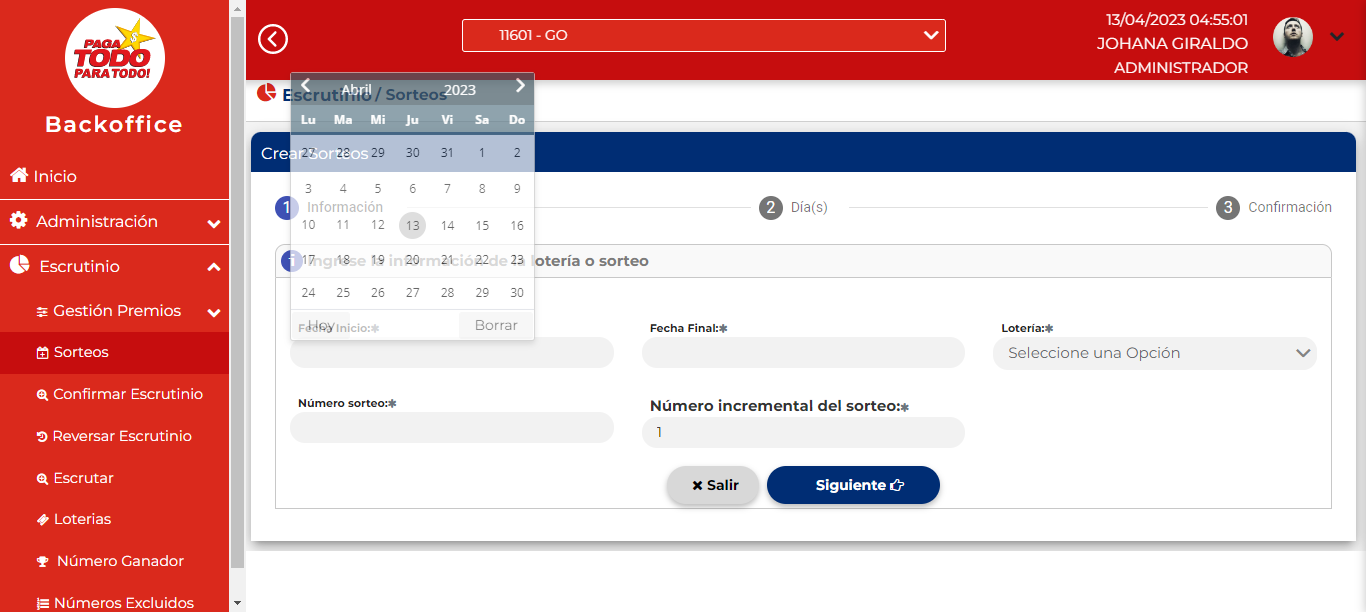 PAGA
TODO
PARA TODO!
Backoffice
Inicio
Administración
Escrutinio
Gestión Premios
Sorteos
Confirmar Escrutinio
Reversar Escrutinio
Escrutar
Loterias
Número Ganador
Números Excluidos
11601 - GO
13/04/2023 04:55:01
JOHANA GIRALDO
ADMINISTRADOR
Escrutinio / Sorteos
Abril 2023
Lu Ma Mi Ju Vi Sa Do
Crear Sorteos
27 28 29 30 31 1 2
3 4 5 6 7 8 9
1 Información
2 Día(s)
3 Confirmación
10 11 12 13 14 15 16
i Ingrese la información de la lotería o sorteo
17 18 19 20 21 22 23
24 25 26 27 28 29 30
Hoy Borrar
Fecha Inicio:*
Fecha Final:*
Lotería:*
Seleccione una Opción
Número sorteo:*
Número incremental del sorteo:*
1
Salir
Siguiente